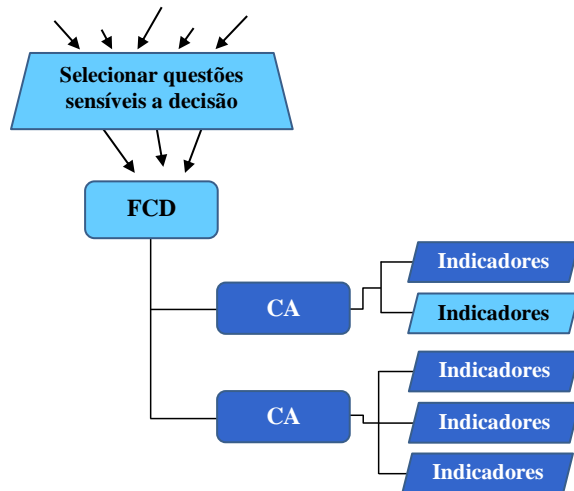 Selecionar questões
sensíveis a decisão
FCD
CA
Indicadores
Indicadores
CA
Indicadores
Indicadores
Indicadores